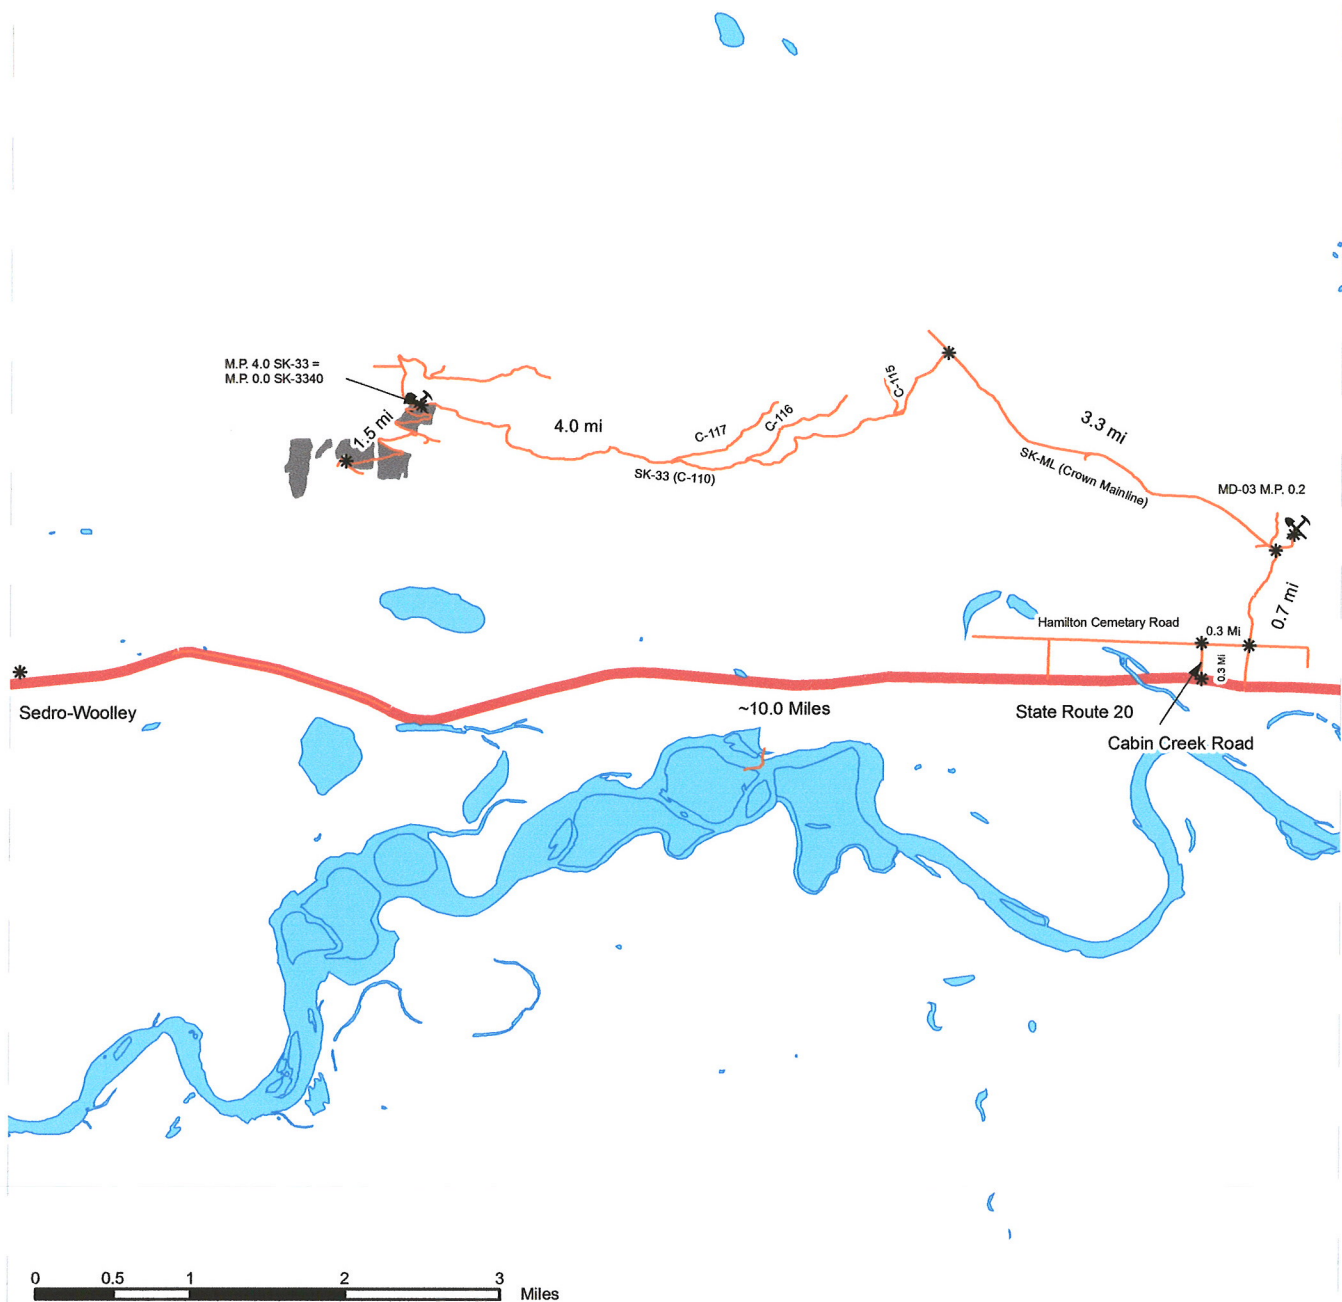 M.P. 4.0 SK-33 =
M.P. 0.0 SK-3340
1.5 mi
4.0 mi
C-117
C-116
C-115
SK-33 (C-110)
3.3 mi
SK-ML (Crown Mainline)
MD-03 M.P. 0.2
0.7 mi
Hamilton Cemetary Road
0.3 Mi
0.3 Mi
Sedro-Woolley
~10.0 Miles
State Route 20
Cabin Creek Road
0 0.5 1 2 3
Miles